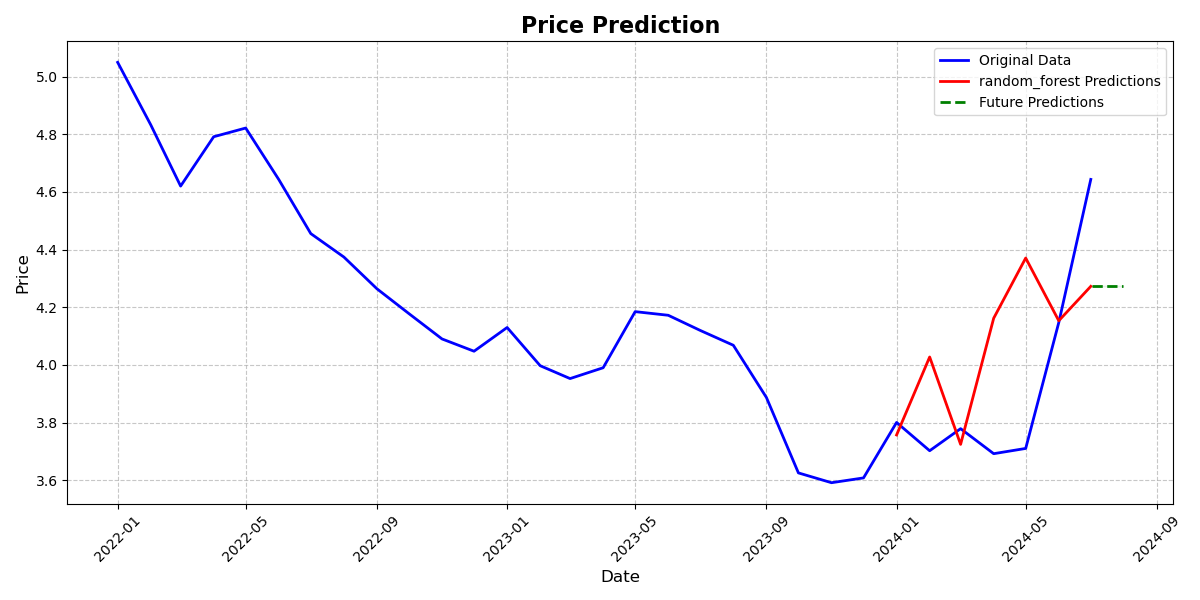 Price Prediction
Original Data
random_forest Predictions
Future Predictions
Price
5.0
4.8
4.6
4.4
4.2
4.0
3.8
3.6
2022-01
2022-05
2022-09
2023-01
2023-05
2023-09
2024-01
2024-05
2024-09
Date